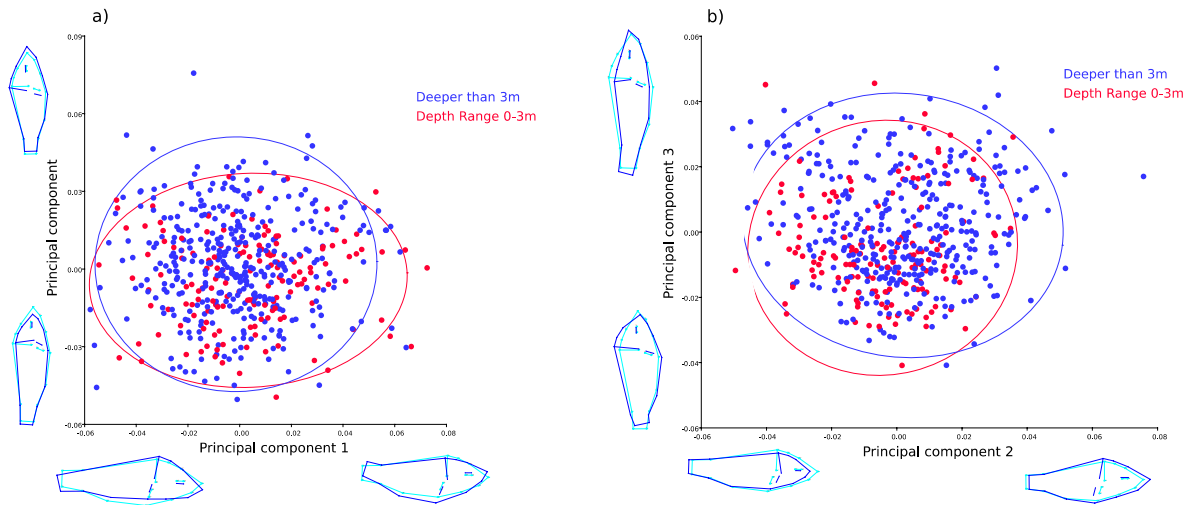 a)
0.09
0.06
0.03
0.00
-0.03
-0.06
Principal component
Deeper than 3m
Depth Range 0-3m
-0.06
-0.04
-0.02
0.00
0.02
0.04
0.06
0.08
Principal component 1
b)
0.06
0.04
0.02
0.00
-0.02
-0.04
-0.06
Principal component 3
Deeper than 3m
Depth Range 0-3m
-0.06
-0.04
-0.02
0.00
0.02
0.04
0.06
0.08
Principal component 2